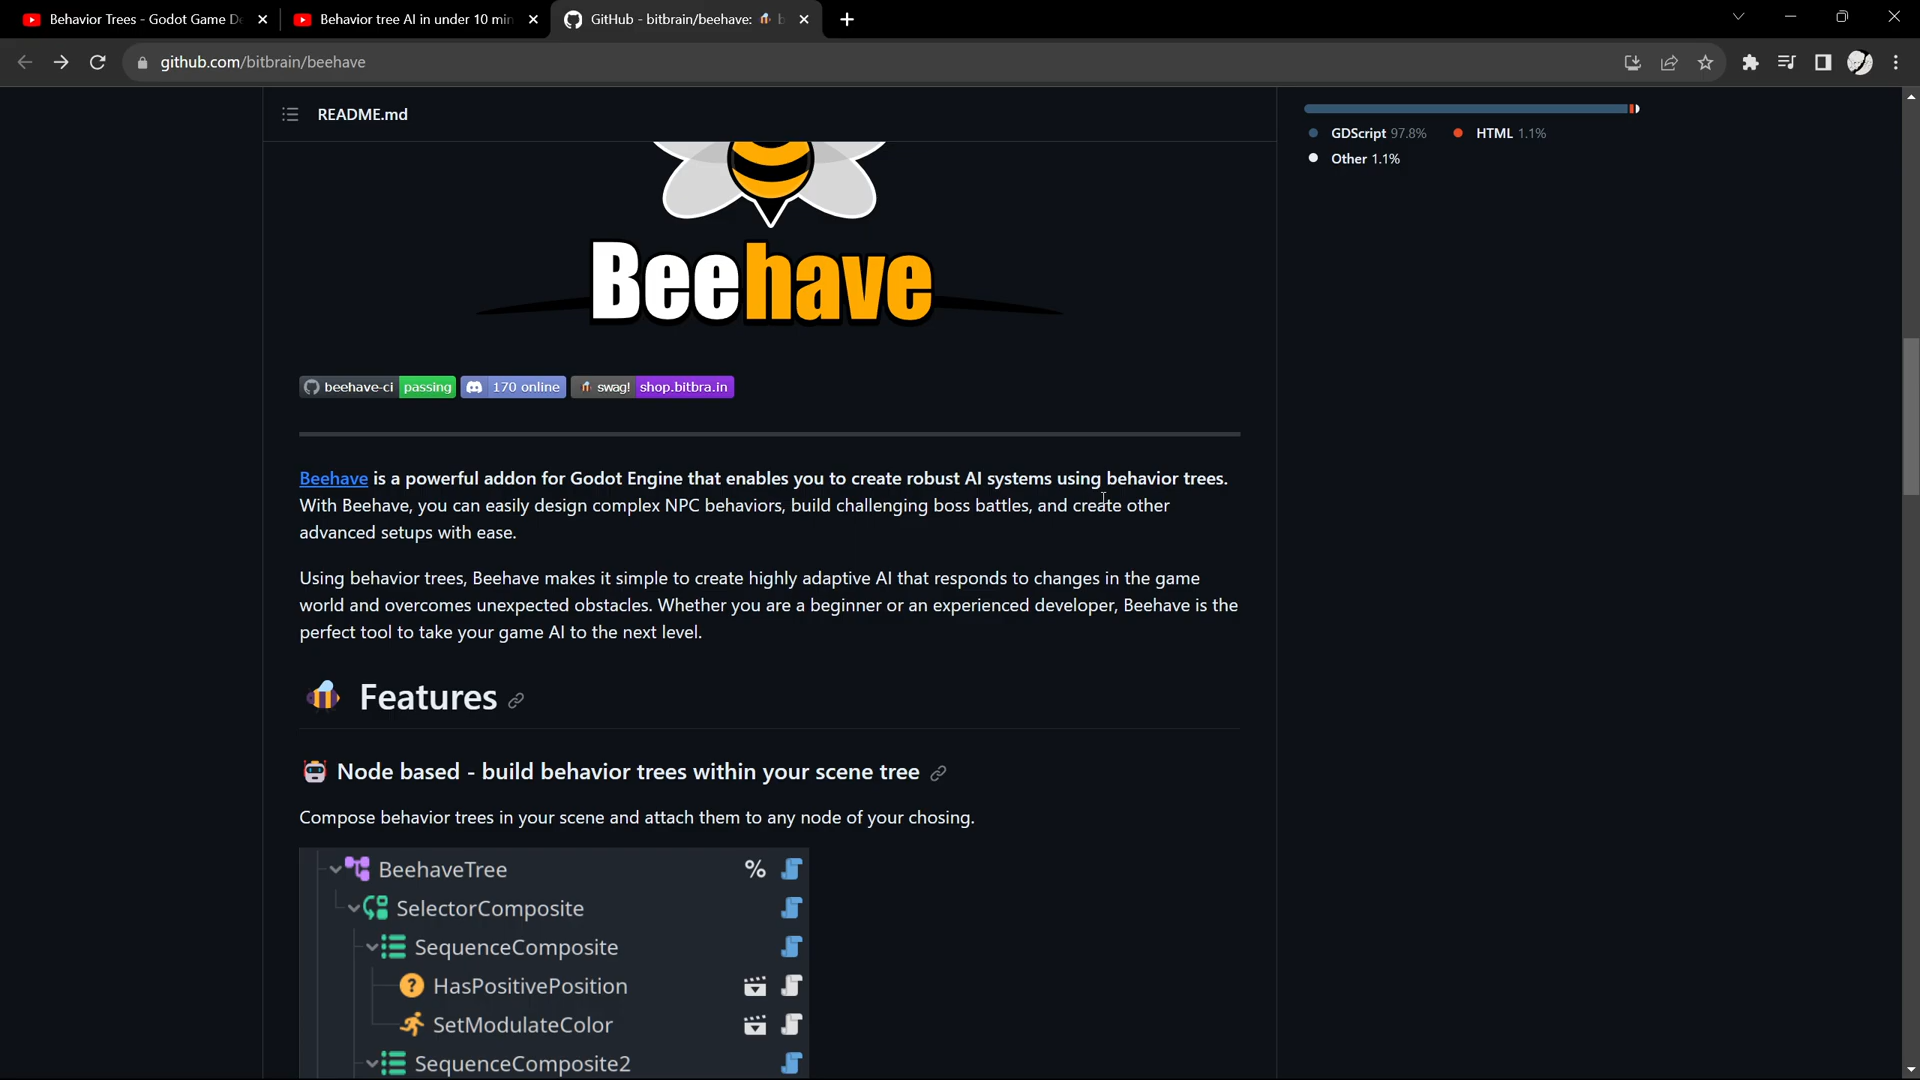 Behavior Trees - Godot Game D
Behavior tree AI in under 10 min
GitHub - bitbrain/beehave:
github.com/bitbrain/beehave
README.md
GDScript 97.8%
HTML 1.1%
Other 1.1%
Beehave
beehave-ci passing
170 online
swag! shop.bitbra.in
Beehave is a powerful addon for Godot Engine that enables you to create robust AI systems using behavior trees.
With Beehave, you can easily design complex NPC behaviors, build challenging boss battles, and create other
advanced setups with ease.
Using behavior trees, Beehave makes it simple to create highly adaptive AI that responds to changes in the game
world and overcomes unexpected obstacles. Whether you are a beginner or an experienced developer, Beehave is the
perfect tool to take your game AI to the next level.
Features
Node based - build behavior trees within your scene tree
Compose behavior trees in your scene and attach them to any node of your chosing.
BeehaveTree %
SelectorComposite
SequenceComposite
? HasPositivePosition
SetModulateColor
SequenceComposite2